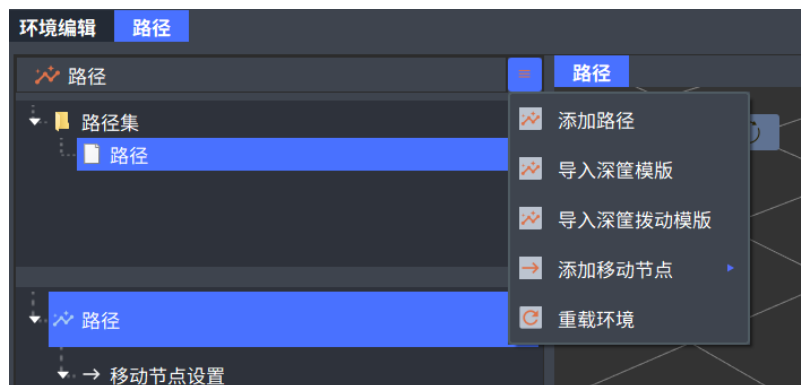 环境编辑 路径
路径
路径
路径集
添加路径
路径
导入深筐模版
导入深筐拨动模版
添加移动节点
路径
重载环境
移动节点设置